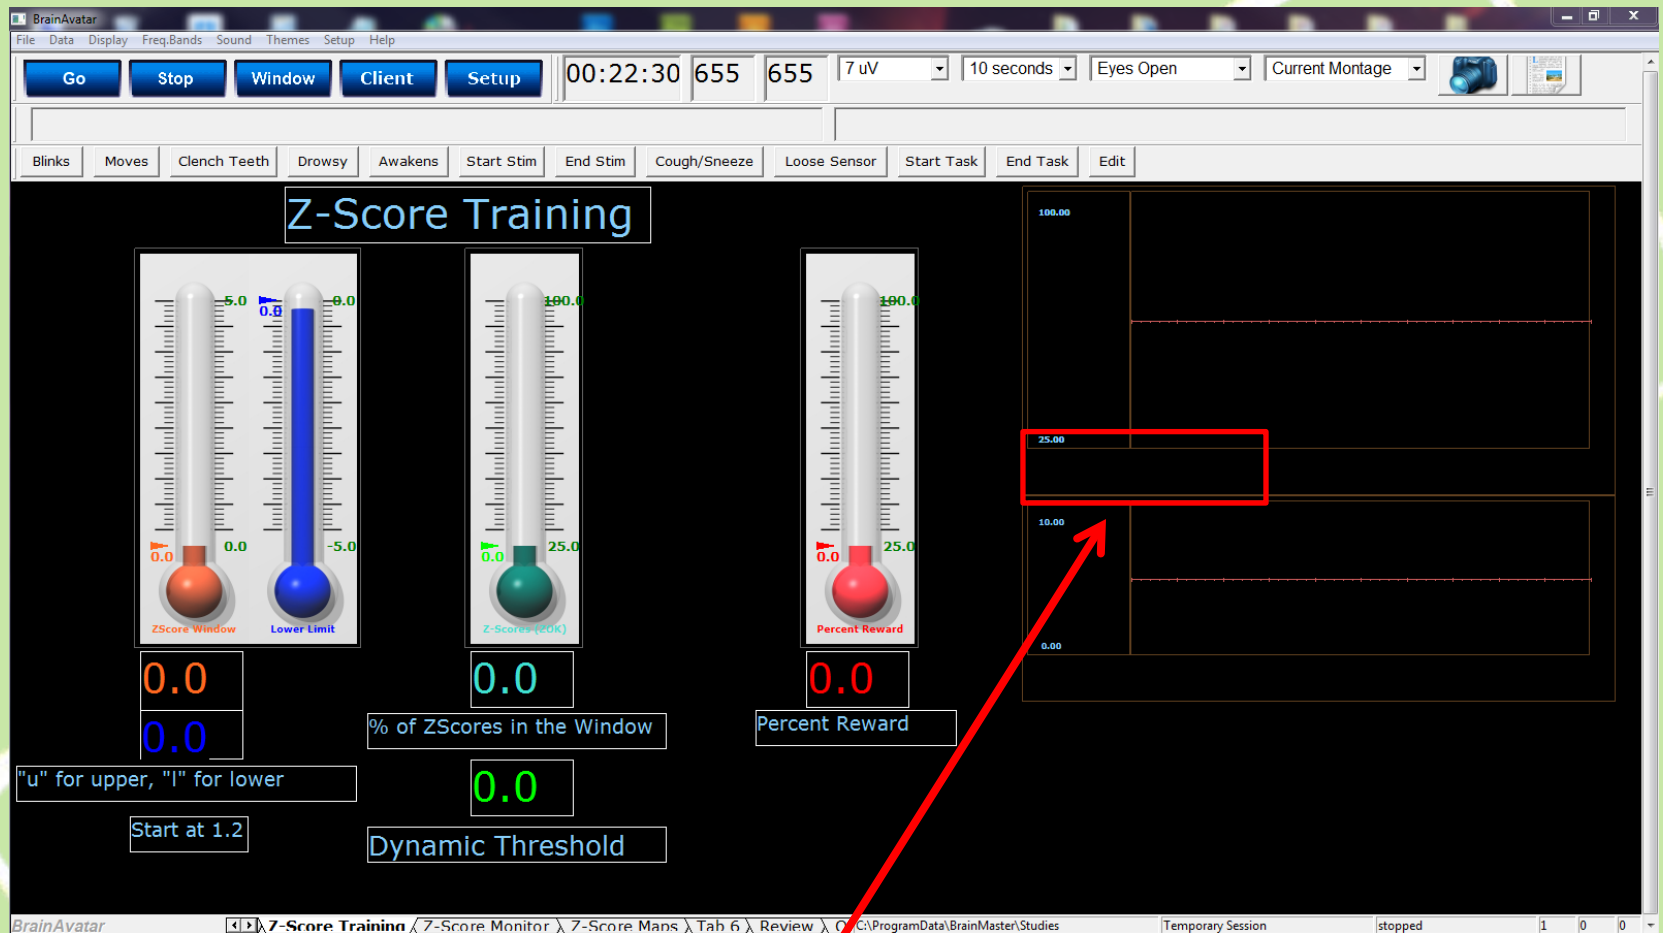 BrainAvatar
File Data Display Freq.Bands Sound Themes Setup Help
Go Stop Window Client Setup 00:22:30 655 655 7 uV 10 seconds Eyes Open Current Montage
Blinks Moves Clench Teeth Drowsy Awakens Start Stim End Stim Cough/Sneeze Loose Sensor Start Task End Task Edit
Z-Score Training
5.0 0.0 -0.0 100.0 100.0
0.0 0.0 -5.0 0.0 25.0 0.0 25.0
ZScore Window Lower Limit Z-Scores (ZOK) Percent Reward
0.0 0.0 0.0
0.0
% of ZScores in the Window
Percent Reward
"u" for upper, "l" for lower
0.0
Start at 1.2
Dynamic Threshold
100.00
25.00
10.00
0.00
BrainAvatar Z-Score Training Z-Score Monitor Z-Score Maps Tab 6 Review C:\ProgramData\BrainMaster\Studies Temporary Session stopped 1 0 0